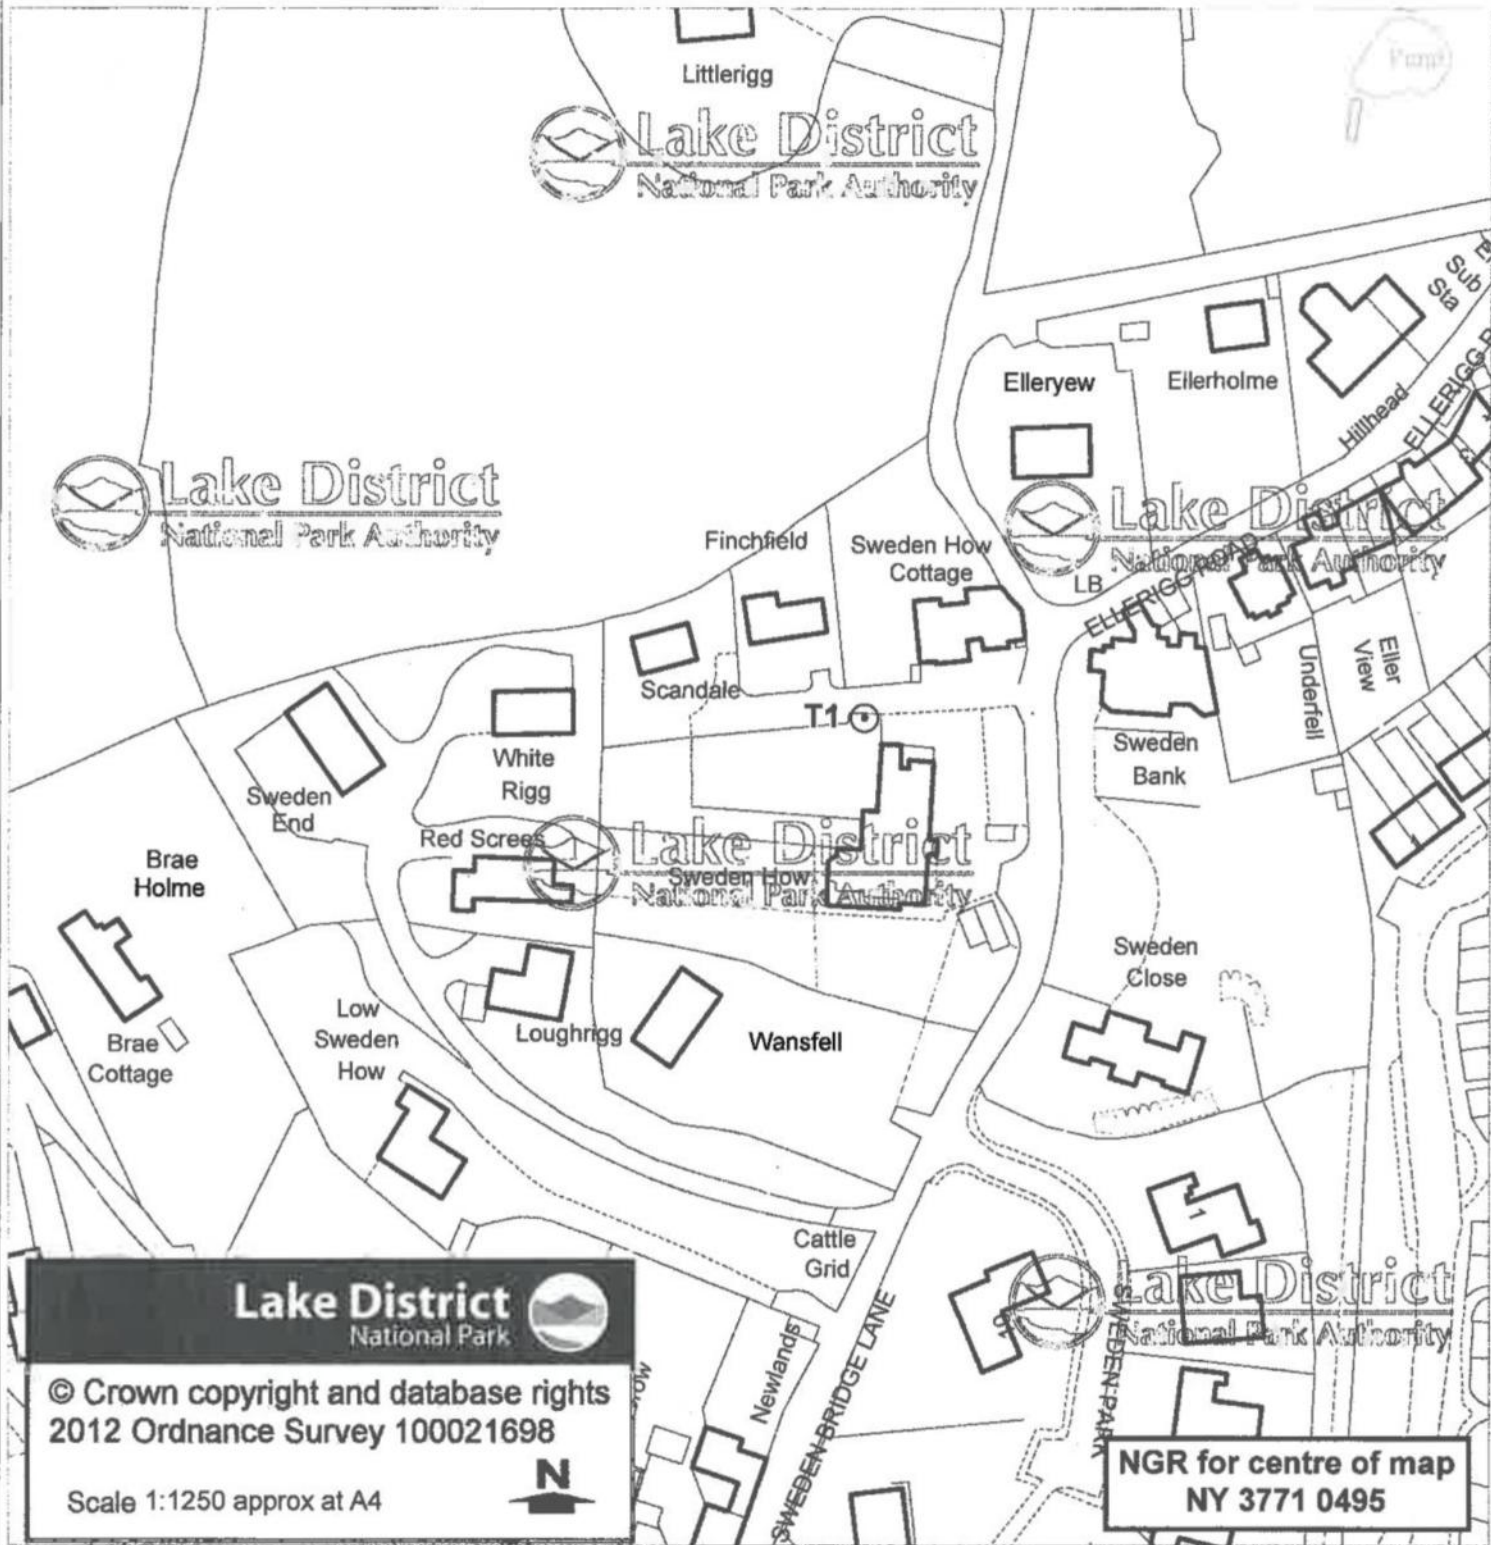 Pump
Littlerigg
Lake District
National Park Authority
Sub
Sta
Elleryew
Ellerholme
Hillhead
ELLERIGG
Lake District
National Park Authority
Lake District
National Park Authority
3
Finchfield
Sweden How
Cottage
LB
ELLERIGG ROAD
Scandale
T1
Underfell
Eller
View
White
Rigg
Sweden
Bank
Sweden
End
Red Screes
Lake District
National Park Authority
Sweden How
1
Brae
Holme
Sweden
Close
Low
Sweden
How
Loughrigg
Wansfell
Brae
Cottage
1
Cattle
Grid
Lake District
National Park Authority
10
SWEDEN PARK
Newlands
SWEDEN BRIDGE LANE
Lake District
National Park
© Crown copyright and database rights
2012 Ordnance Survey 100021698
Scale 1:1250 approx at A4
N
NGR for centre of map
NY 3771 0495